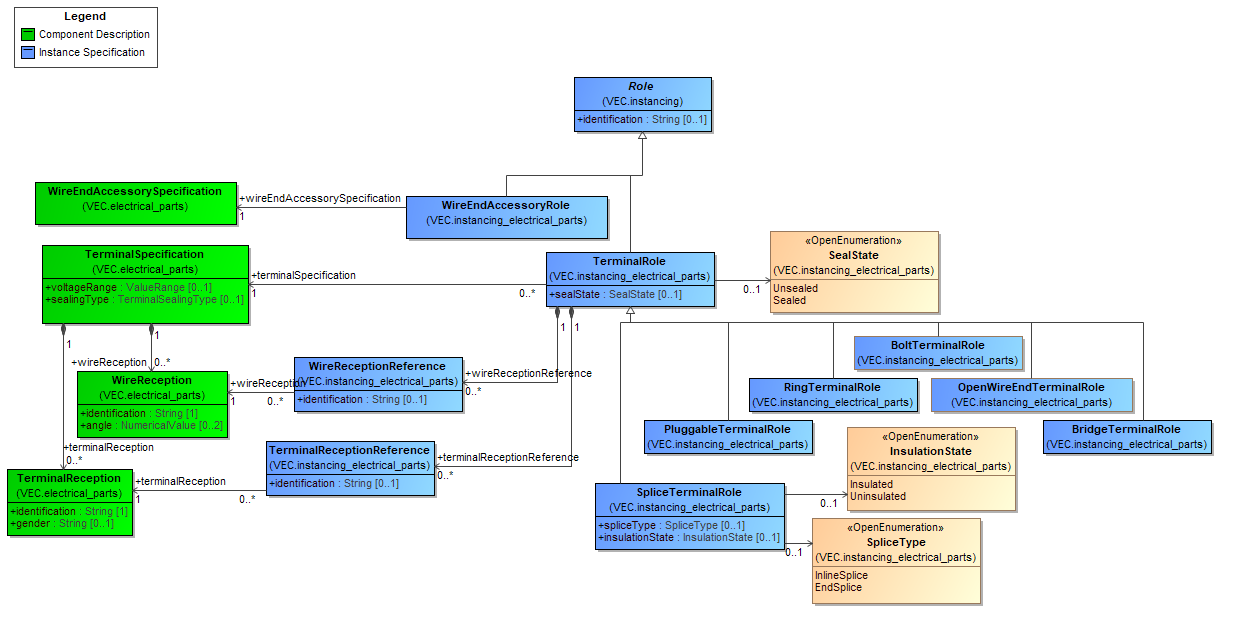 Legend
Component Description
Instance Specification
Role
(VEC.instancing)
+identification : String [0..1]
WireEndAccessorySpecification
(VEC.electrical_parts)
+wireEndAccessorySpecification
1
WireEndAccessoryRole
(VEC.instancing_electrical_parts)
TerminalSpecification
(VEC.electrical_parts)
+voltageRange : ValueRange [0..1]
+sealingType : TerminalSealingType [0..1]
+terminalSpecification
1
0..*
TerminalRole
(VEC.instancing_electrical_parts)
+sealState : SealState [0..1]
0..1
«OpenEnumeration»
SealState
(VEC.instancing_electrical_parts)
Unsealed
Sealed
1
1
1
1
+wireReception
0..*
WireReception
(VEC.electrical_parts)
+identification : String [1]
+angle : NumericalValue [0..2]
+wireReception
1
0..*
WireReceptionReference
(VEC.instancing_electrical_parts)
+identification : String [0..1]
+wireReceptionReference
0..*
BoltTerminalRole
(VEC.instancing_electrical_parts)
RingTerminalRole
(VEC.instancing_electrical_parts)
OpenWireEndTerminalRole
(VEC.instancing_electrical_parts)
PluggableTerminalRole
(VEC.instancing_electrical_parts)
BridgeTerminalRole
(VEC.instancing_electrical_parts)
+terminalReception
0..*
TerminalReception
(VEC.electrical_parts)
+identification : String [1]
+gender : String [0..1]
+terminalReception
1
0..*
TerminalReceptionReference
(VEC.instancing_electrical_parts)
+identification : String [0..1]
+terminalReceptionReference
0..*
«OpenEnumeration»
InsulationState
(VEC.instancing_electrical_parts)
Insulated
Uninsulated
SpliceTerminalRole
(VEC.instancing_electrical_parts)
+spliceType : SpliceType [0..1]
+insulationState : InsulationState [0..1]
0..1
0..1
«OpenEnumeration»
SpliceType
(VEC.instancing_electrical_parts)
InlineSplice
EndSplice